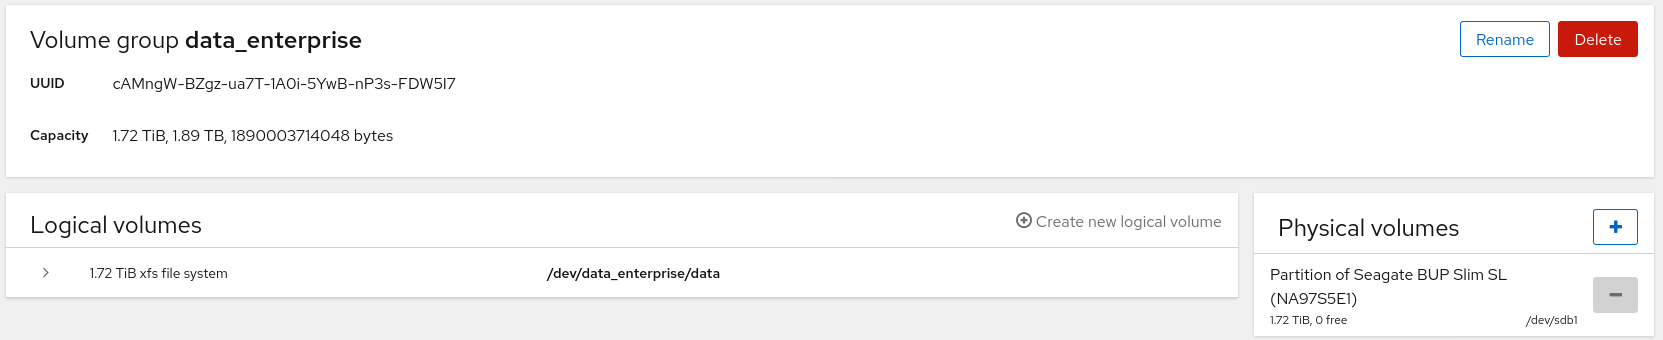 Volume group data_enterprise
Rename
Delete
UUID cAMngW-BZgz-ua7T-1A0i-5YwB-nP3s-FDW5I7
Capacity 1.72 TiB, 1.89 TB, 1890003714048 bytes
Logical volumes
Create new logical volume
1.72 TiB xfs file system /dev/data_enterprise/data
Physical volumes
Partition of Seagate BUP Slim SL
(NA97S5E1)
1.72 TiB, 0 free /dev/sdb1